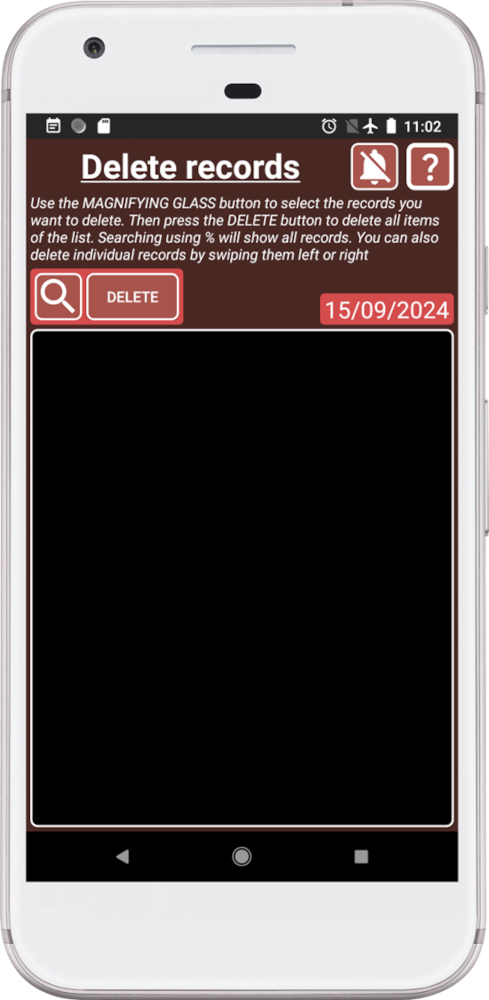 11:02
Delete records
?
Use the MAGNIFYING GLASS button to select the records you
want to delete. Then press the DELETE button to delete all items
of the list. Searching using % will show all records. You can also
delete individual records by swiping them left or right
DELETE
15/09/2024